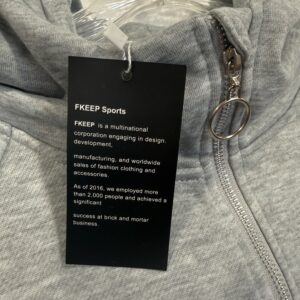 FKEEP Sports
FKEEP is a multinational
corporation engaging in design.
development,
manufacturing, and worldwide
sales of fashion clothing and
accessories.
As of 2016, we employed more
than 2,000 people and achieved a
significant
success at brick and mortar
business.